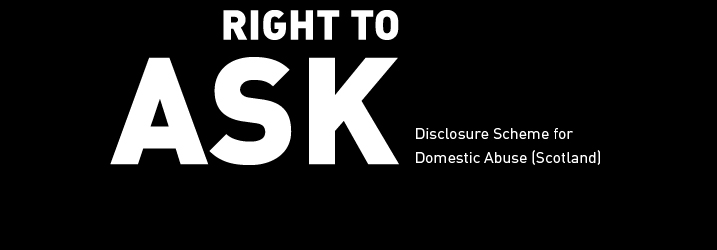 RIGHT TO
ASK
Disclosure Scheme for
Domestic Abuse (Scotland)